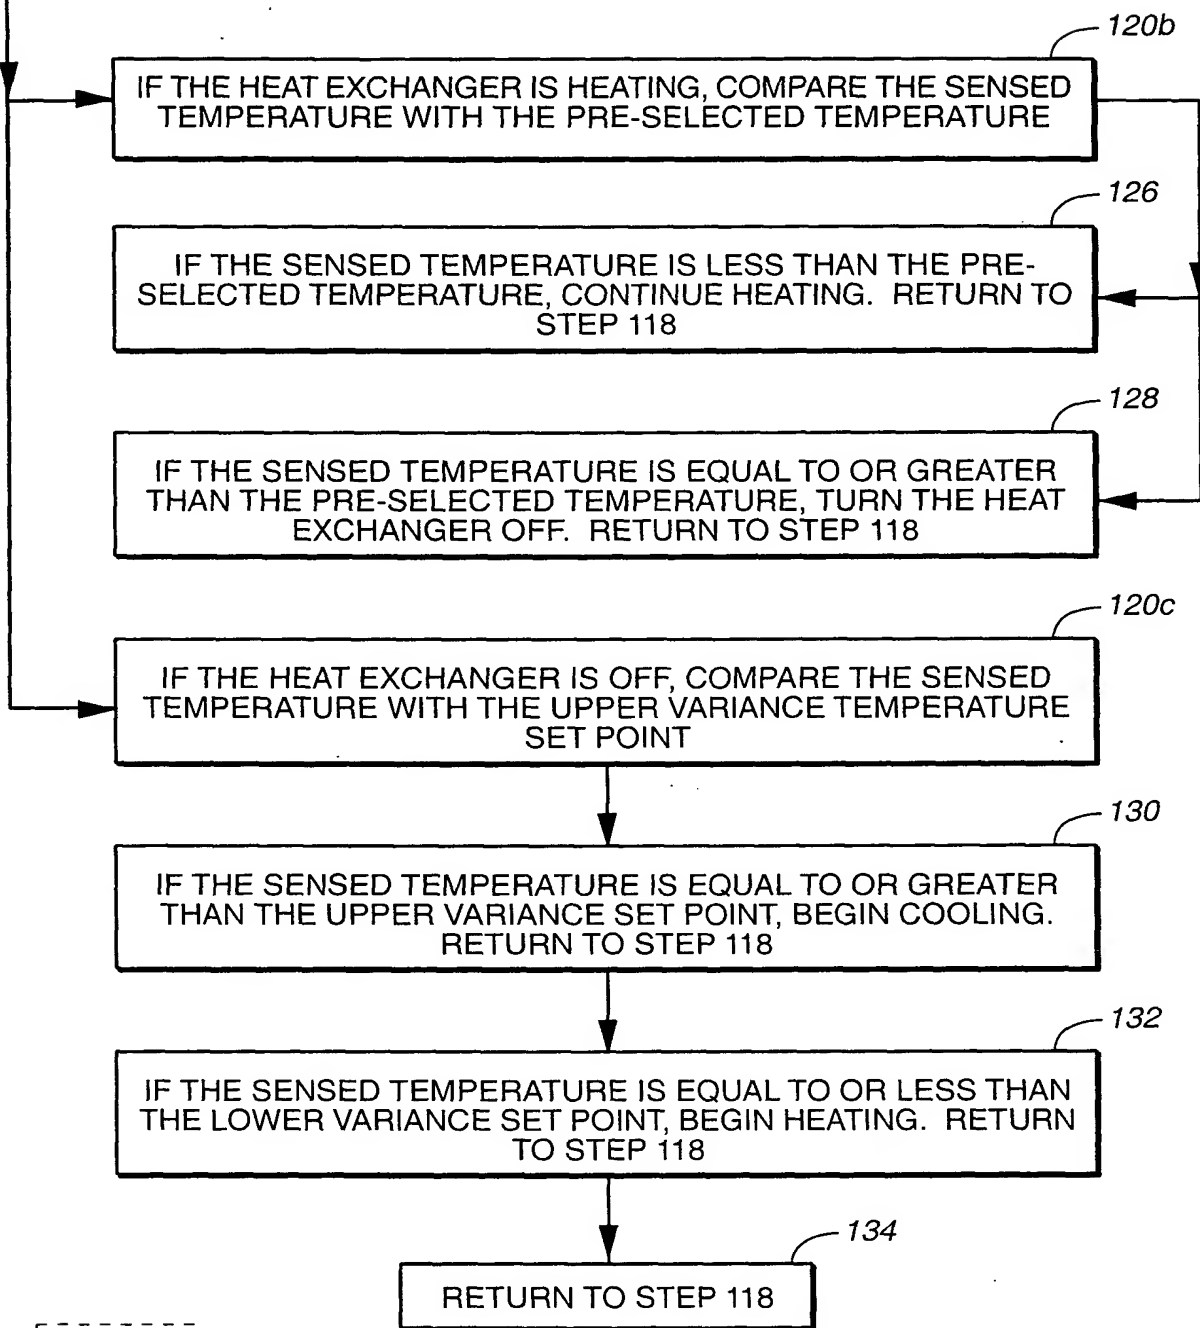 120b
IF THE HEAT EXCHANGER IS HEATING, COMPARE THE SENSED
TEMPERATURE WITH THE PRE-SELECTED TEMPERATURE
126
IF THE SENSED TEMPERATURE IS LESS THAN THE PRE-
SELECTED TEMPERATURE, CONTINUE HEATING. RETURN TO
STEP 118
128
IF THE SENSED TEMPERATURE IS EQUAL TO OR GREATER
THAN THE PRE-SELECTED TEMPERATURE, TURN THE HEAT
EXCHANGER OFF. RETURN TO STEP 118
120c
IF THE HEAT EXCHANGER IS OFF, COMPARE THE SENSED
TEMPERATURE WITH THE UPPER VARIANCE TEMPERATURE
SET POINT
130
IF THE SENSED TEMPERATURE IS EQUAL TO OR GREATER
THAN THE UPPER VARIANCE SET POINT, BEGIN COOLING.
RETURN TO STEP 118
132
IF THE SENSED TEMPERATURE IS EQUAL TO OR LESS THAN
THE LOWER VARIANCE SET POINT, BEGIN HEATING. RETURN
TO STEP 118
134
RETURN TO STEP 118